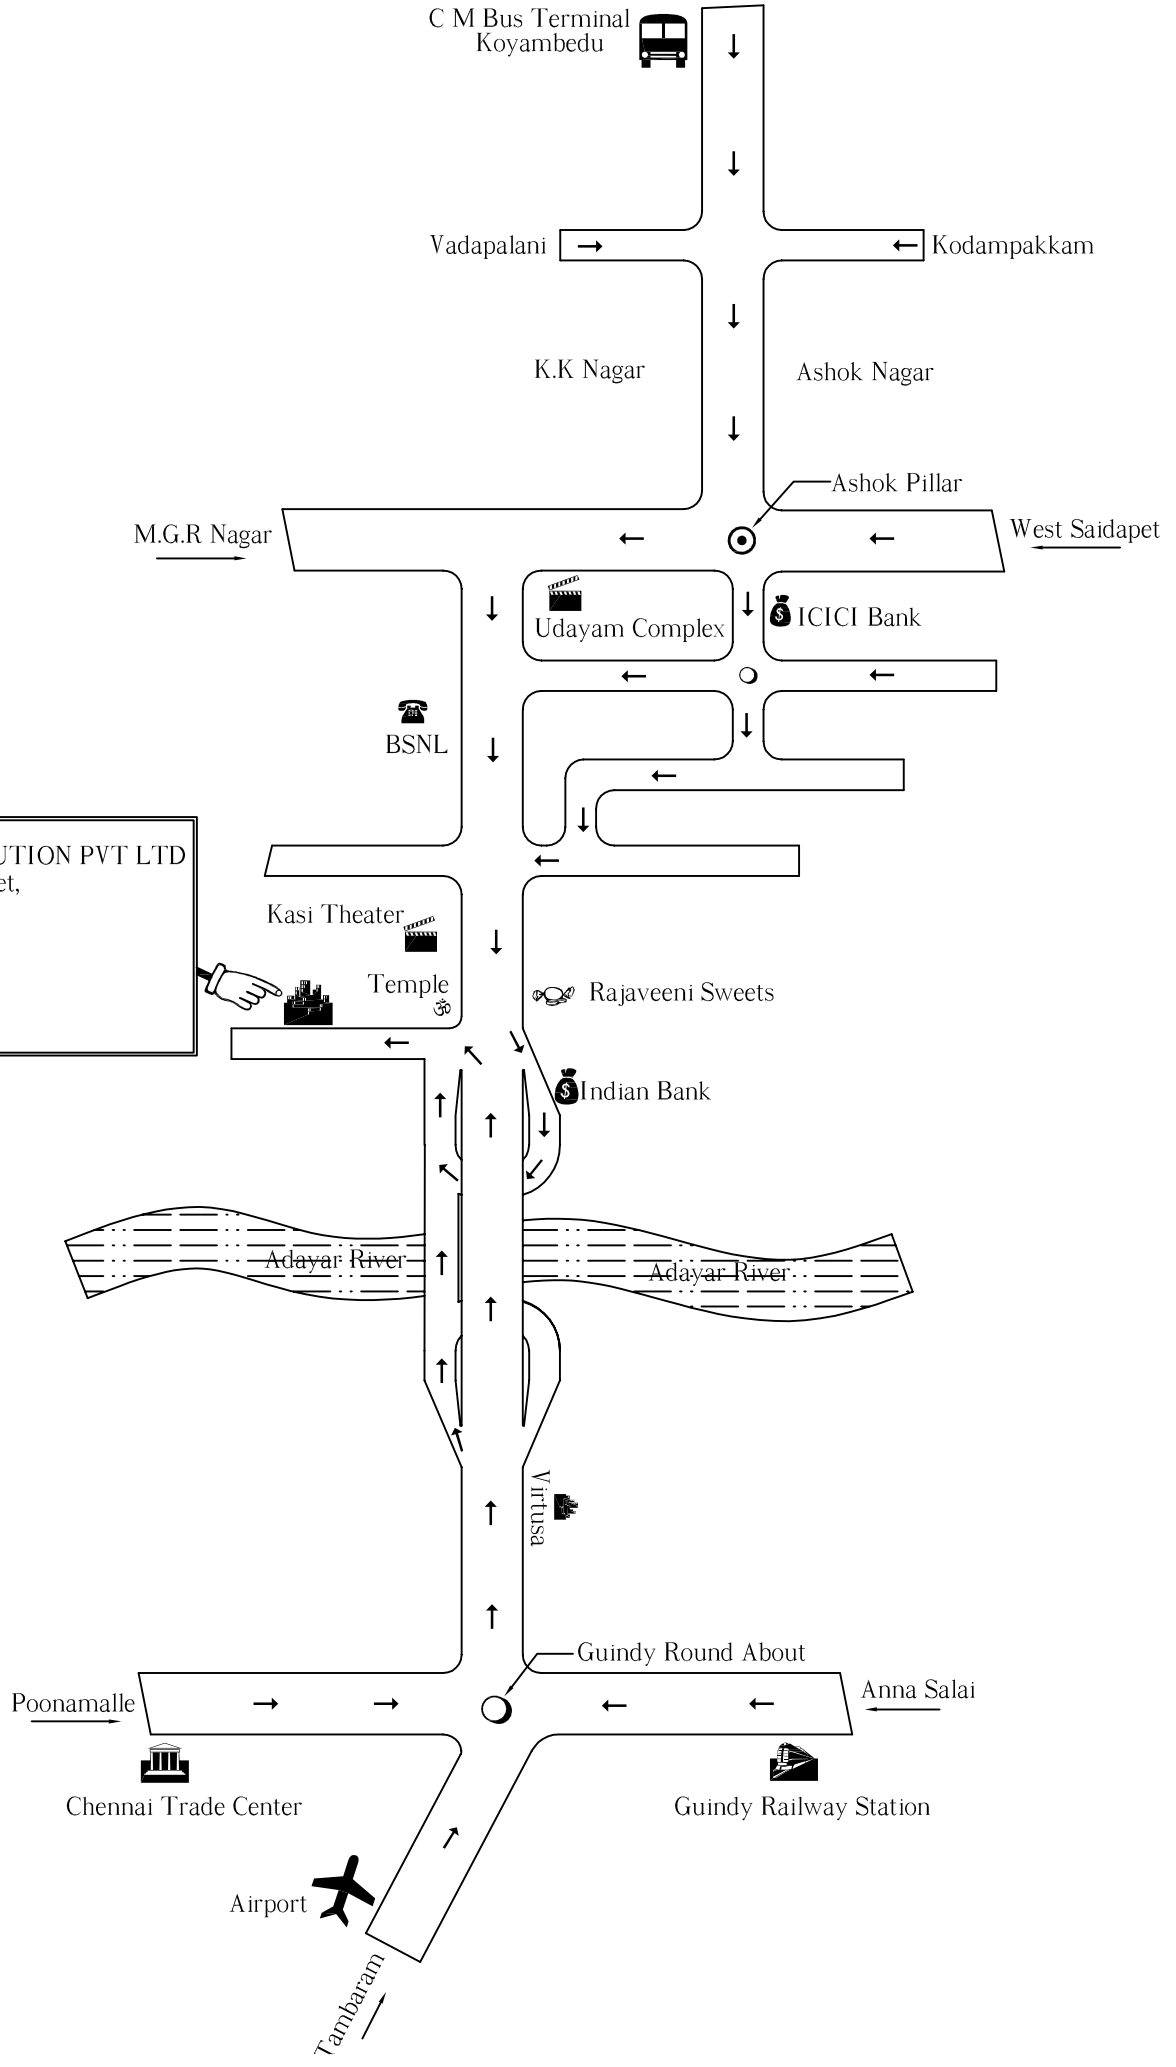 C M Bus Terminal
Koyambedu
Vadapalani
Kodampakkam
K.K Nagar
Ashok Nagar
Ashok Pillar
M.G.R Nagar
West Saidapet
ICICI Bank
Udayam Complex
BSNL
UTION PVT LTD
et,
Kasi Theater
Temple
ॐ
Rajaveeni Sweets
Indian Bank
Adayar River
Adayar River
Virtusa
Guindy Round About
Poonamalle
Anna Salai
Chennai Trade Center
Guindy Railway Station
Airport
Tambaram